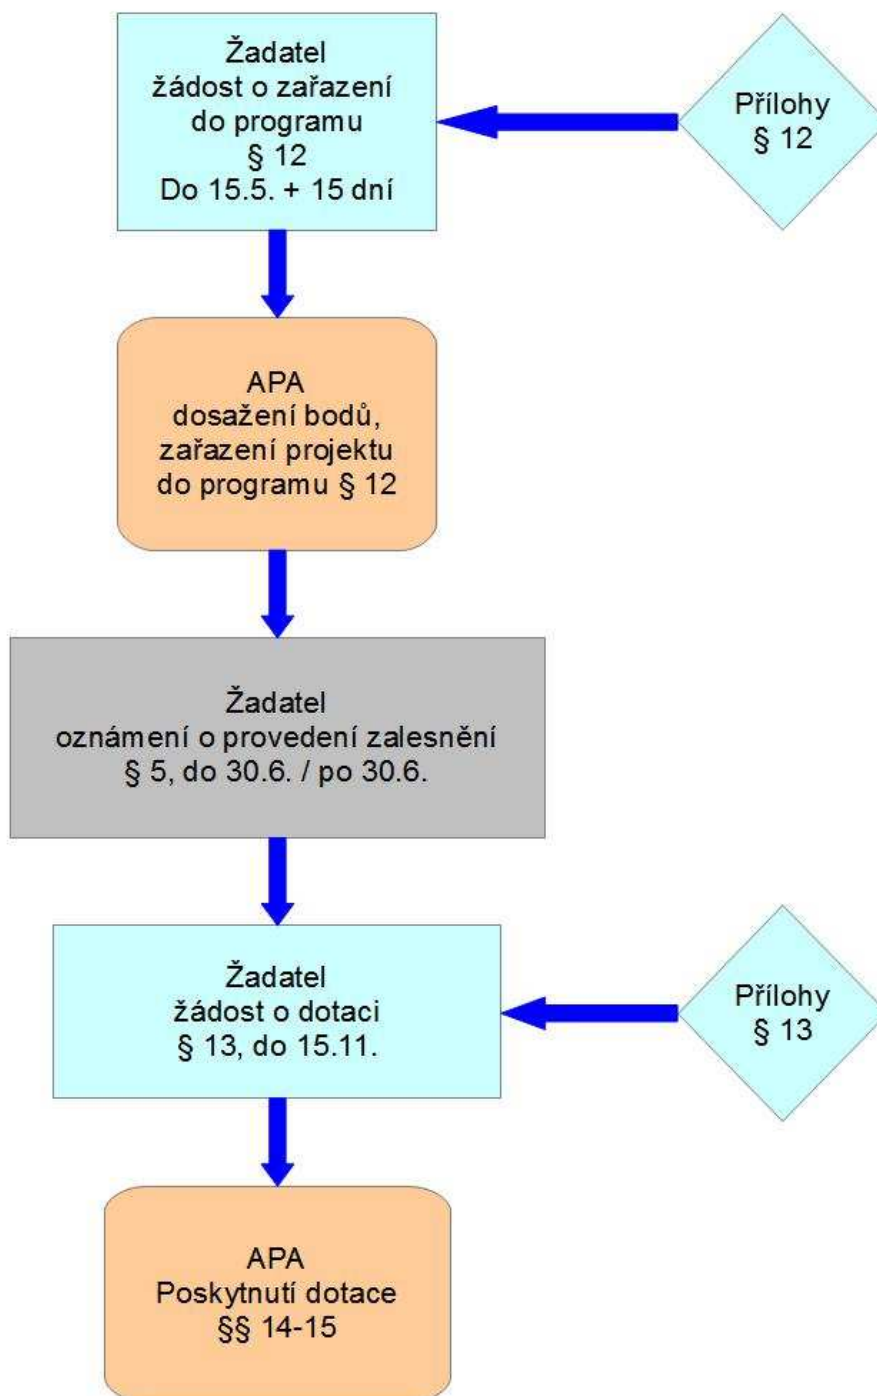 Žadatel
žádost o zařazení
do programu
§ 12
Do 15.5. + 15 dní
Přílohy
§ 12
APA
dosažení bodů,
zařazení projektu
do programu § 12
Žadatel
oznámení o provedení zalesnění
§ 5, do 30.6. / po 30.6.
Žadatel
žádost o dotaci
§ 13, do 15.11.
Přílohy
§ 13
APA
Poskytnutí dotace
§§ 14-15